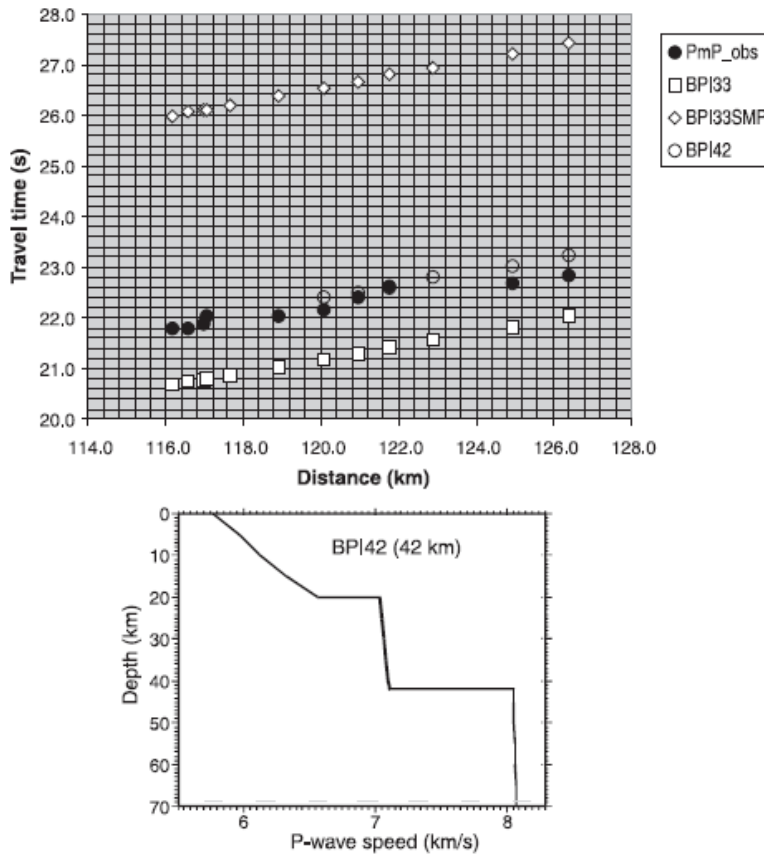 28.0
27.0
26.0
25.0
24.0
23.0
22.0
21.0
20.0
Travel time (s)
114.0 116.0 118.0 120.0 122.0 124.0 126.0 128.0
Distance (km)
PmP_obs
BPI33
BPI33SMP
BPI42
BPI42 (42 km)
0
10
20
30
40
50
60
70
Depth (km)
6 7 8
P-wave speed (km/s)